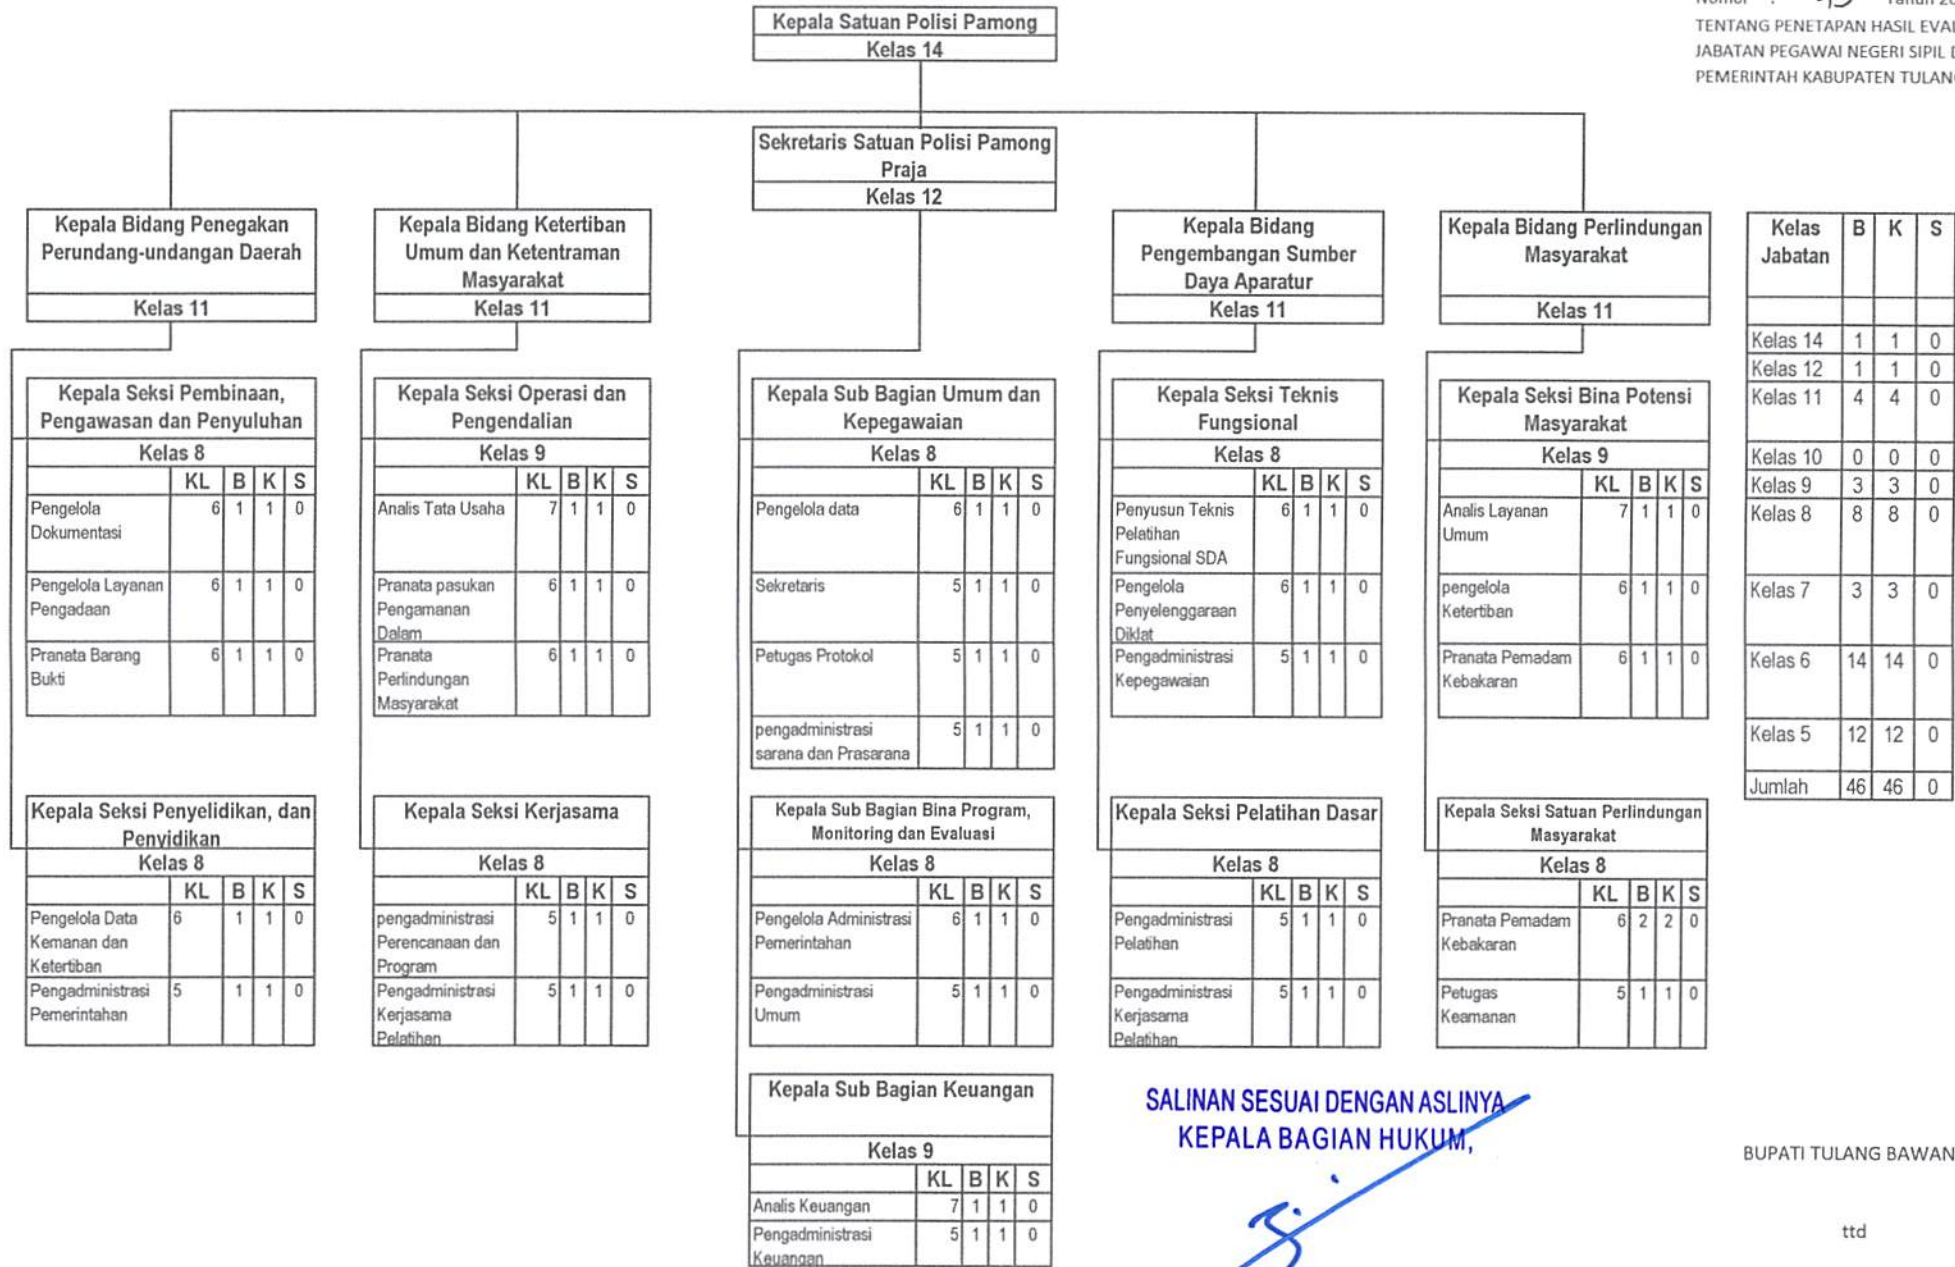 Kepala Satuan Polisi Pamong
Kelas 14
Nomor :
TENTANG PENETAPAN HASIL
JABATAN PEGAWAI NEGERI SIPIL
PEMERINTAH KABUPATEN
Sekretaris Satuan Polisi Pamong
Praja
Kelas 12
Kepala Bidang Penegakan
Perundang-undangan Daerah
Kelas 11
Kepala Bidang Ketertiban
Umum dan Ketentraman
Masyarakat
Kelas 11
Kepala Bidang
Pengembangan Sumber
Daya Aparatur
Kelas 11
Kepala Bidang Perlindungan
Masyarakat
Kelas 11
Kepala Seksi Pembinaan,
Pengawasan dan Penyuluhan
Kelas 8
KL B K S
Pengelola 6 1 1 0
Dokumentasi
Pengelola Layanan 6 1 1 0
Pengadaan
Pranata Barang 6 1 1 0
Bukti
Kepala Seksi Penyelidikan, dan
Penyidikan
Kelas 8
KL B K S
Pengelola Data 6 1 1 0
Kemanan dan
Ketertiban
Pengadministrasi 5 1 1 0
Pemerintahan
Kepala Seksi Operasi dan
Pengendalian
Kelas 9
KL B K S
Analis Tata Usaha 7 1 1 0
Pranata pasukan 6 1 1 0
Pengamanan
Dalam
Pranata 6 1 1 0
Perlindungan
Masyarakat
Kepala Seksi Kerjasama
Kelas 8
KL B K S
pengadministrasi 5 1 1 0
Perencanaan dan
Program
Pengadministrasi 5 1 1 0
Kerjasama
Pelatihan
Kepala Sub Bagian Umum dan
Kepegawaian
Kelas 8
KL B K S
Pengelola data 6 1 1 0
Sekretaris 5 1 1 0
Petugas Protokol 5 1 1 0
pengadministrasi 5 1 1 0
sarana dan Prasarana
Kepala Sub Bagian Bina Program,
Monitoring dan Evaluasi
Kelas 8
KL B K S
Pengelola Administrasi 6 1 1 0
Pemerintahan
Pengadministrasi 5 1 1 0
Umum
Kepala Sub Bagian Keuangan
Kelas 9
KL B K S
Analis Keuangan 7 1 1 0
Pengadministrasi 5 1 1 0
Keuangan
Kepala Seksi Teknis
Fungsional
Kelas 8
KL B K S
Penyusun Teknis 6 1 1 0
Pelatihan
Fungsional SDA
Pengelola 6 1 1 0
Penyelenggaraan
Diklat
Pengadministrasi 5 1 1 0
Kepegawaian
Kepala Seksi Pelatihan Dasar
Kelas 8
KL B K S
Pengadministrasi 5 1 1 0
Pelatihan
Pengadministrasi 5 1 1 0
Kerjasama
Pelatihan
Kepala Seksi Bina Potensi
Masyarakat
Kelas 9
KL B K S
Analis Layanan 7 1 1 0
Umum
pengelola 6 1 1 0
Ketertiban
Pranata Pemadam 6 1 1 0
Kebakaran
Kepala Seksi Satuan Perlindungan
Masyarakat
Kelas 8
KL B K S
Pranata Pemadam 6 2 2 0
Kebakaran
Petugas 5 1 1 0
Keamanan
Kelas B K S
Jabatan
Kelas 14 1 1 0
Kelas 12 1 1 0
Kelas 11 4 4 0
Kelas 10 0 0 0
Kelas 9 3 3 0
Kelas 8 8 8 0
Kelas 7 3 3 0
Kelas 6 14 14 0
Kelas 5 12 12 0
Jumlah 46 46 0
SALINAN SESUAI DENGAN ASLINYA
KEPALA BAGIAN HUKUM,
BUPATI TULANG
ttd